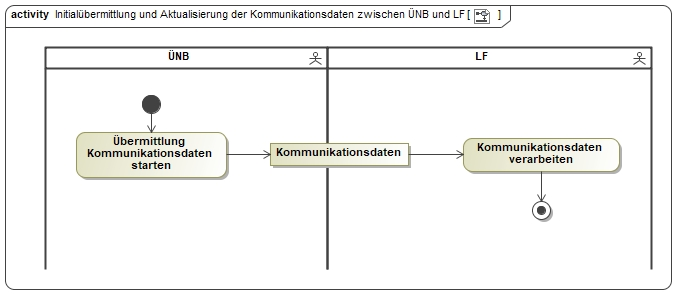 activity Initialübermittlung und Aktualisierung der Kommunikationsdaten zwischen ÜNB und LF [ ]
ÜNB
LF
Übermittlung
Kommunikationsdaten
starten
Kommunikationsdaten
Kommunikationsdaten
verarbeiten